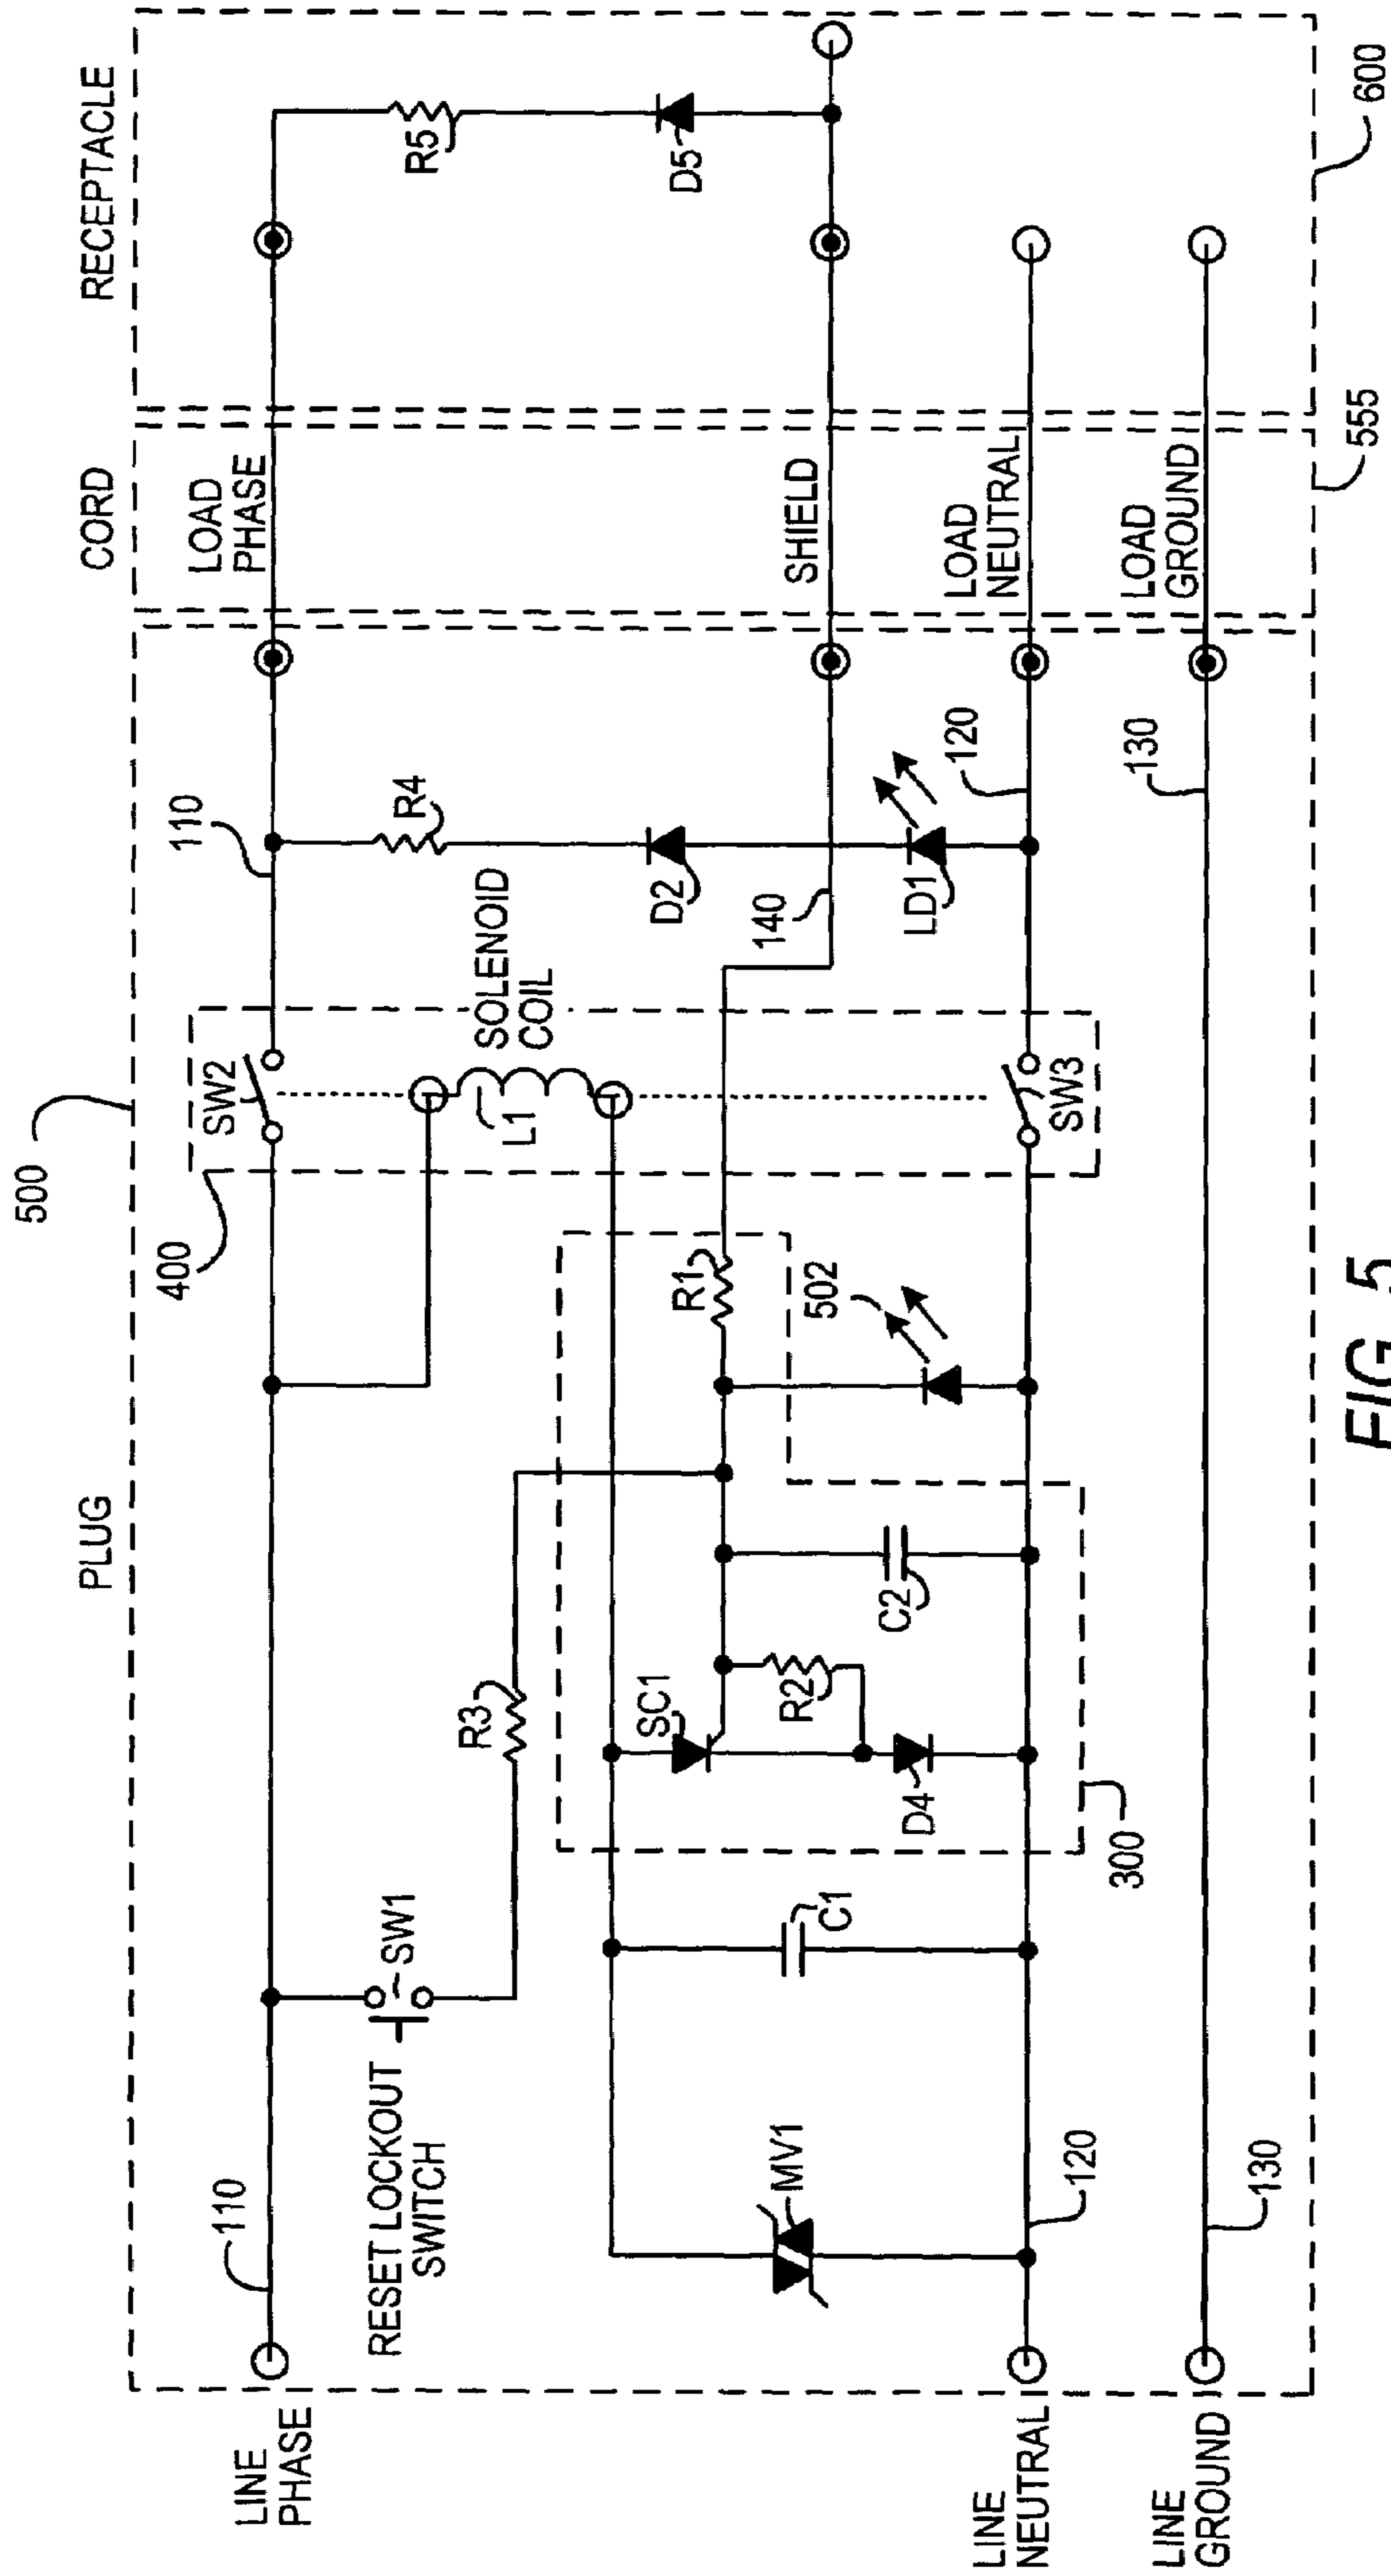 PLUG
CORD
RECEPTACLE
500
400
LINE
PHASE
110
RESET LOCKOUT
SWITCH
SW1
R3
SW2
L1
SOLENOID
COIL
110
R4
D2
LOAD
PHASE
R5
D5
MV1
C1
SC1
R2
D4
C2
R1
502
SW3
140
LD1
SHIELD
LINE
NEUTRAL
120
300
120
LOAD
NEUTRAL
LINE
GROUND
130
130
LOAD
GROUND
555
600
FIG. 5